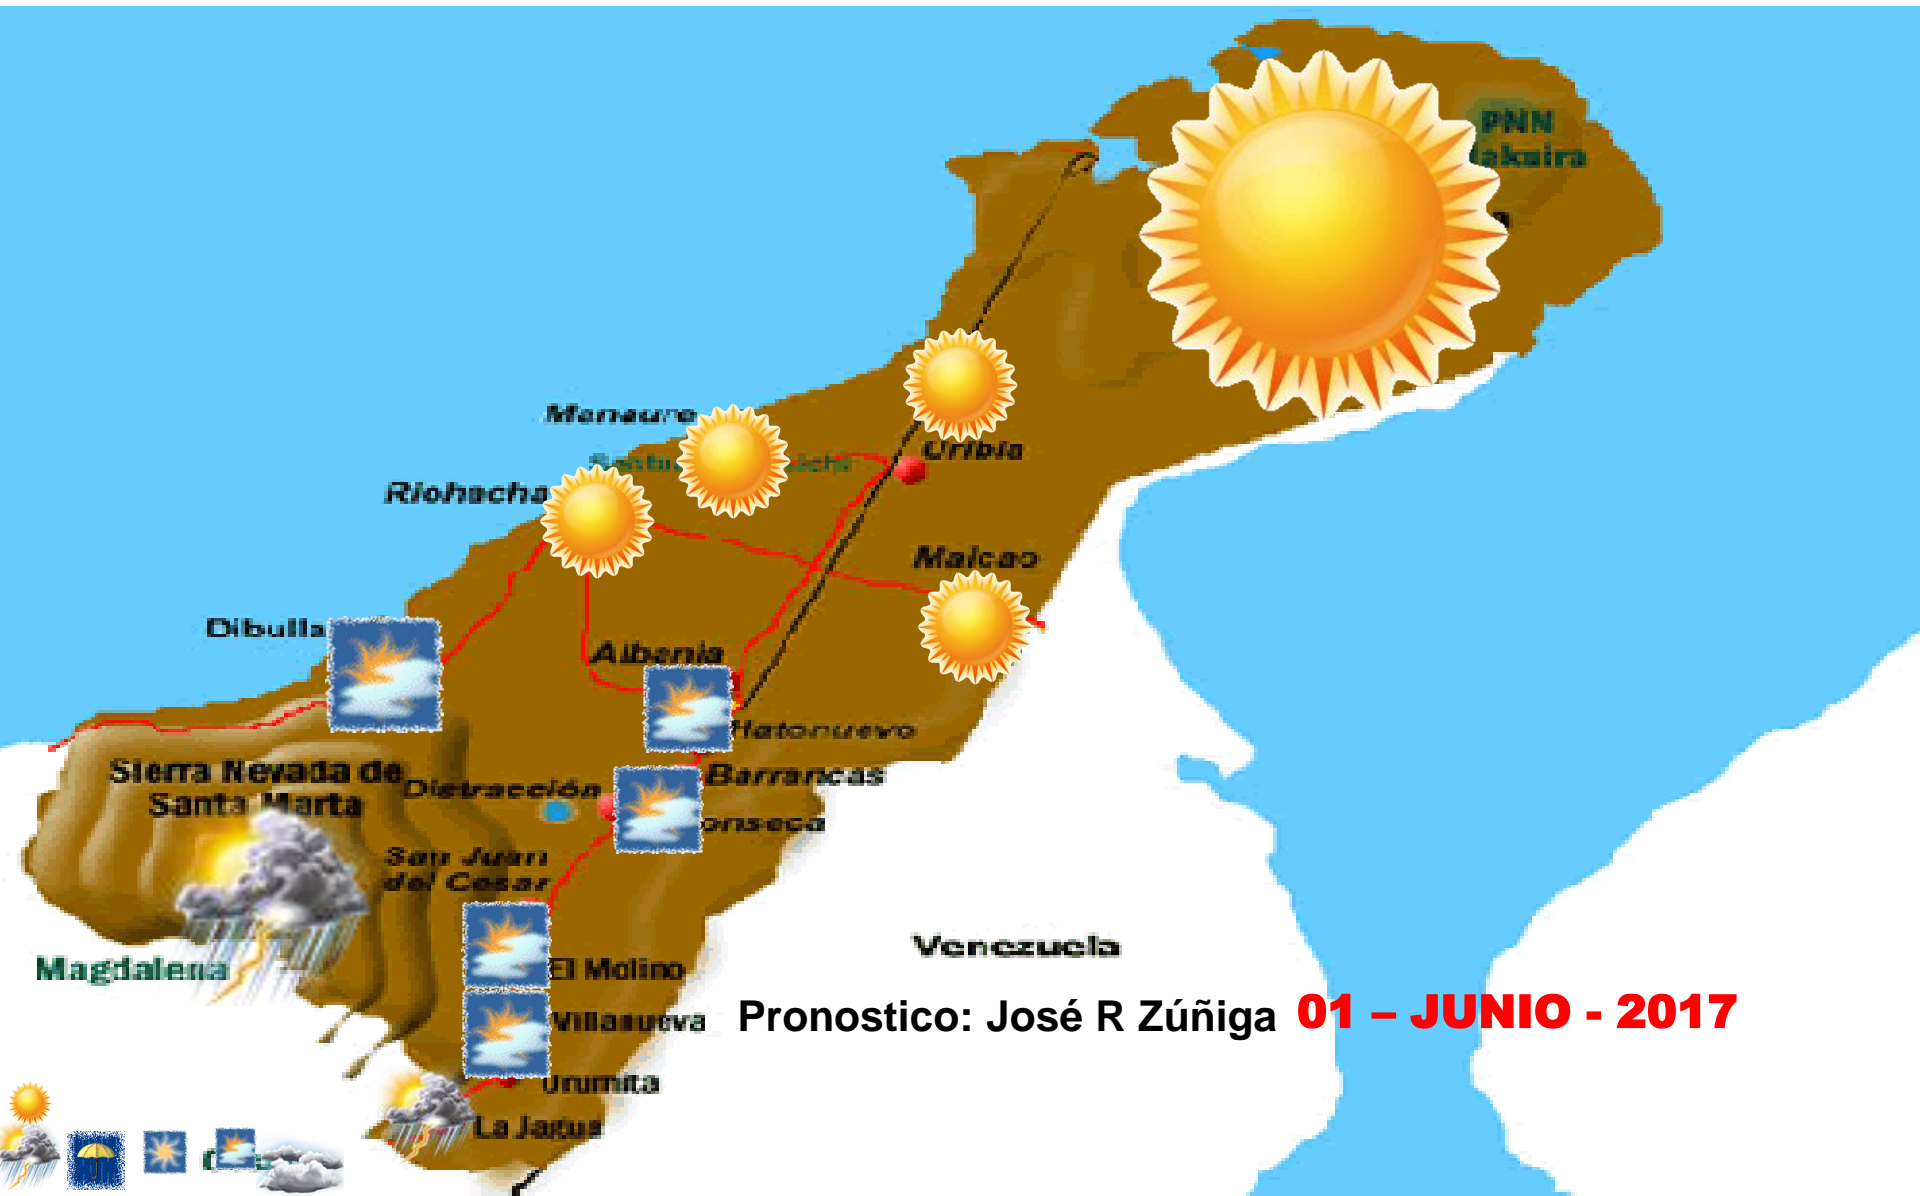 PNN
Manaure
Uribia
Riohacha
Maicao
Dibulla
Albania
Hatonuevo
Sierra Nevada de
Santa Marta
Distracción
Barrancas
San Juan
del Cesar
Venezuela
Magdalena
El Molino
Villanueva
Pronostico: José R Zúñiga 01 – JUNIO - 2017
Urumita
La Jagua